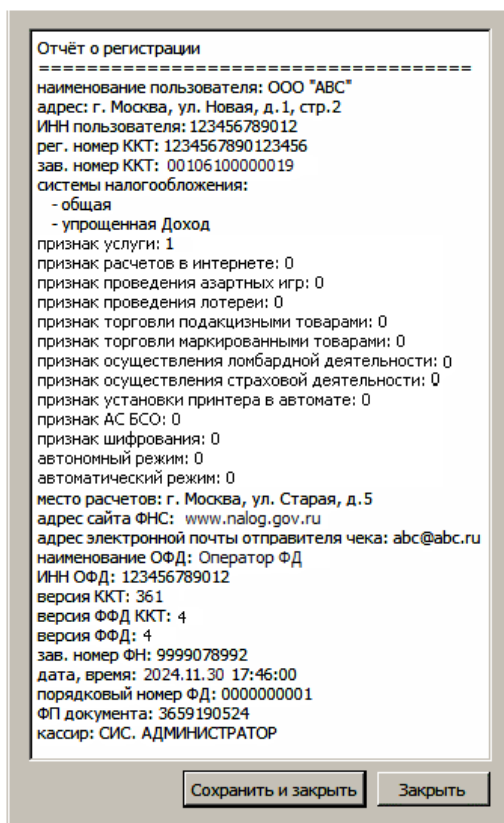 Отчёт о регистрации
====================================
наименование пользователя: ООО "АВС"
адрес: г. Москва, ул. Новая, д.1, стр.2
ИНН пользователя: 123456789012
рег. номер ККТ: 1234567890123456
зав. номер ККТ: 00106100000019
системы налогообложения:
- общая
- упрощенная Доход
признак услуги: 1
признак расчетов в интернете: 0
признак проведения азартных игр: 0
признак проведения лотереи: 0
признак торговли подакцизными товарами: 0
признак торговли маркированными товарами: 0
признак осуществления ломбардной деятельности: 0
признак осуществления страховой деятельности: 0
признак установки принтера в автомате: 0
признак АС БСО: 0
признак шифрования: 0
автономный режим: 0
автоматический режим: 0
место расчетов: г. Москва, ул. Старая, д.5
адрес сайта ФНС: www.nalog.gov.ru
адрес электронной почты отправителя чека: abc@abc.ru
наименование ОФД: Оператор ФД
ИНН ОФД: 123456789012
версия ККТ: 361
версия ФФД ККТ: 4
версия ФФД: 4
зав. номер ФН: 9999078992
дата, время: 2024.11.30 17:46:00
порядковый номер ФД: 0000000001
ФП документа: 3659190524
кассир: СИС. АДМИНИСТРАТОР
Сохранить и закрыть Закрыть